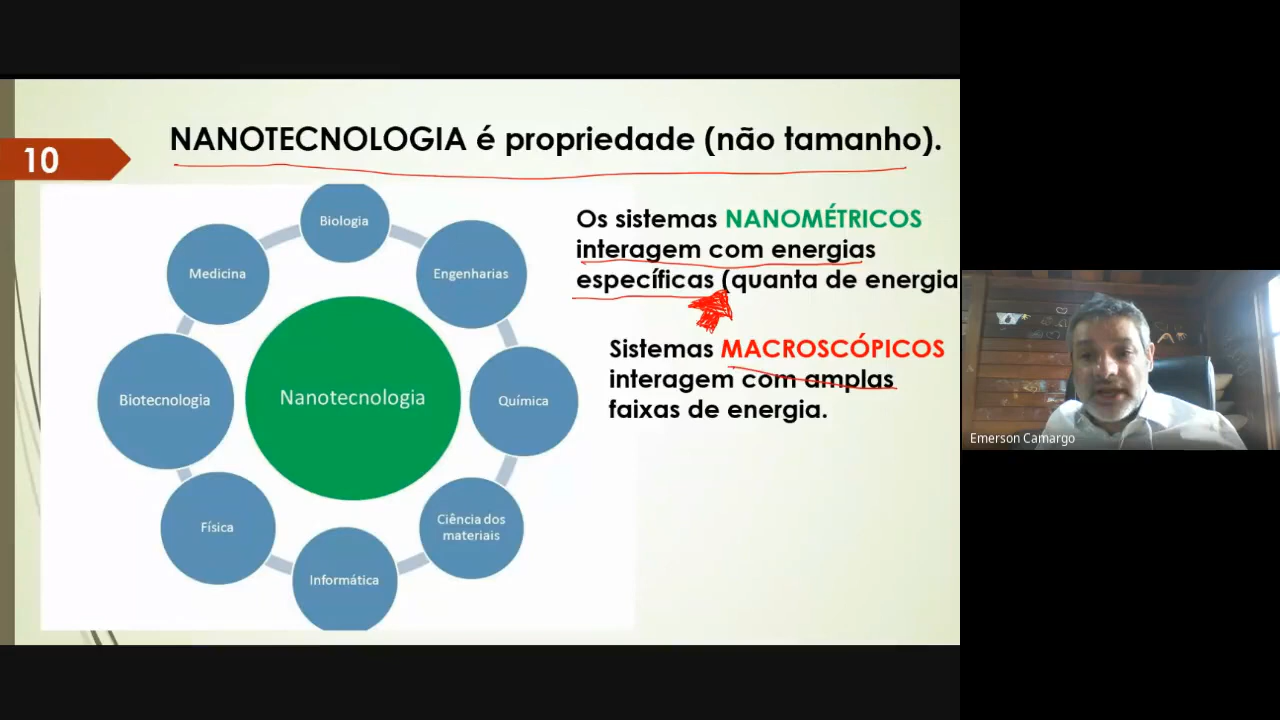 NANOTECNOLOGIA é propriedade (não tamanho).
10
Biologia
Medicina
Engenharias
Nanotecnologia
Biotecnologia
Química
Física
Ciência dos
materiais
Informática
Os sistemas NANOMÉTRICOS
interagem com energias
específicas (quanta de energia
Sistemas MACROSCÓPICOS
interagem com amplas
faixas de energia.
Emerson Camargo